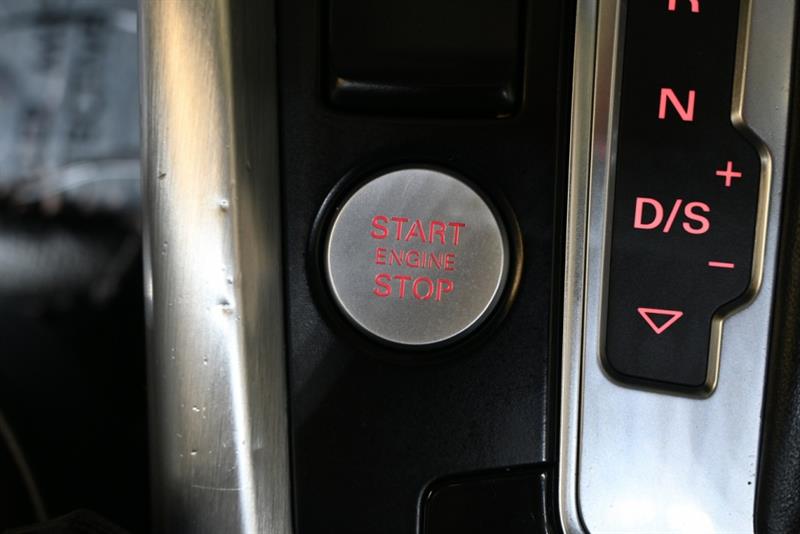 START
ENGINE
STOP
R
N
+
D/S
−